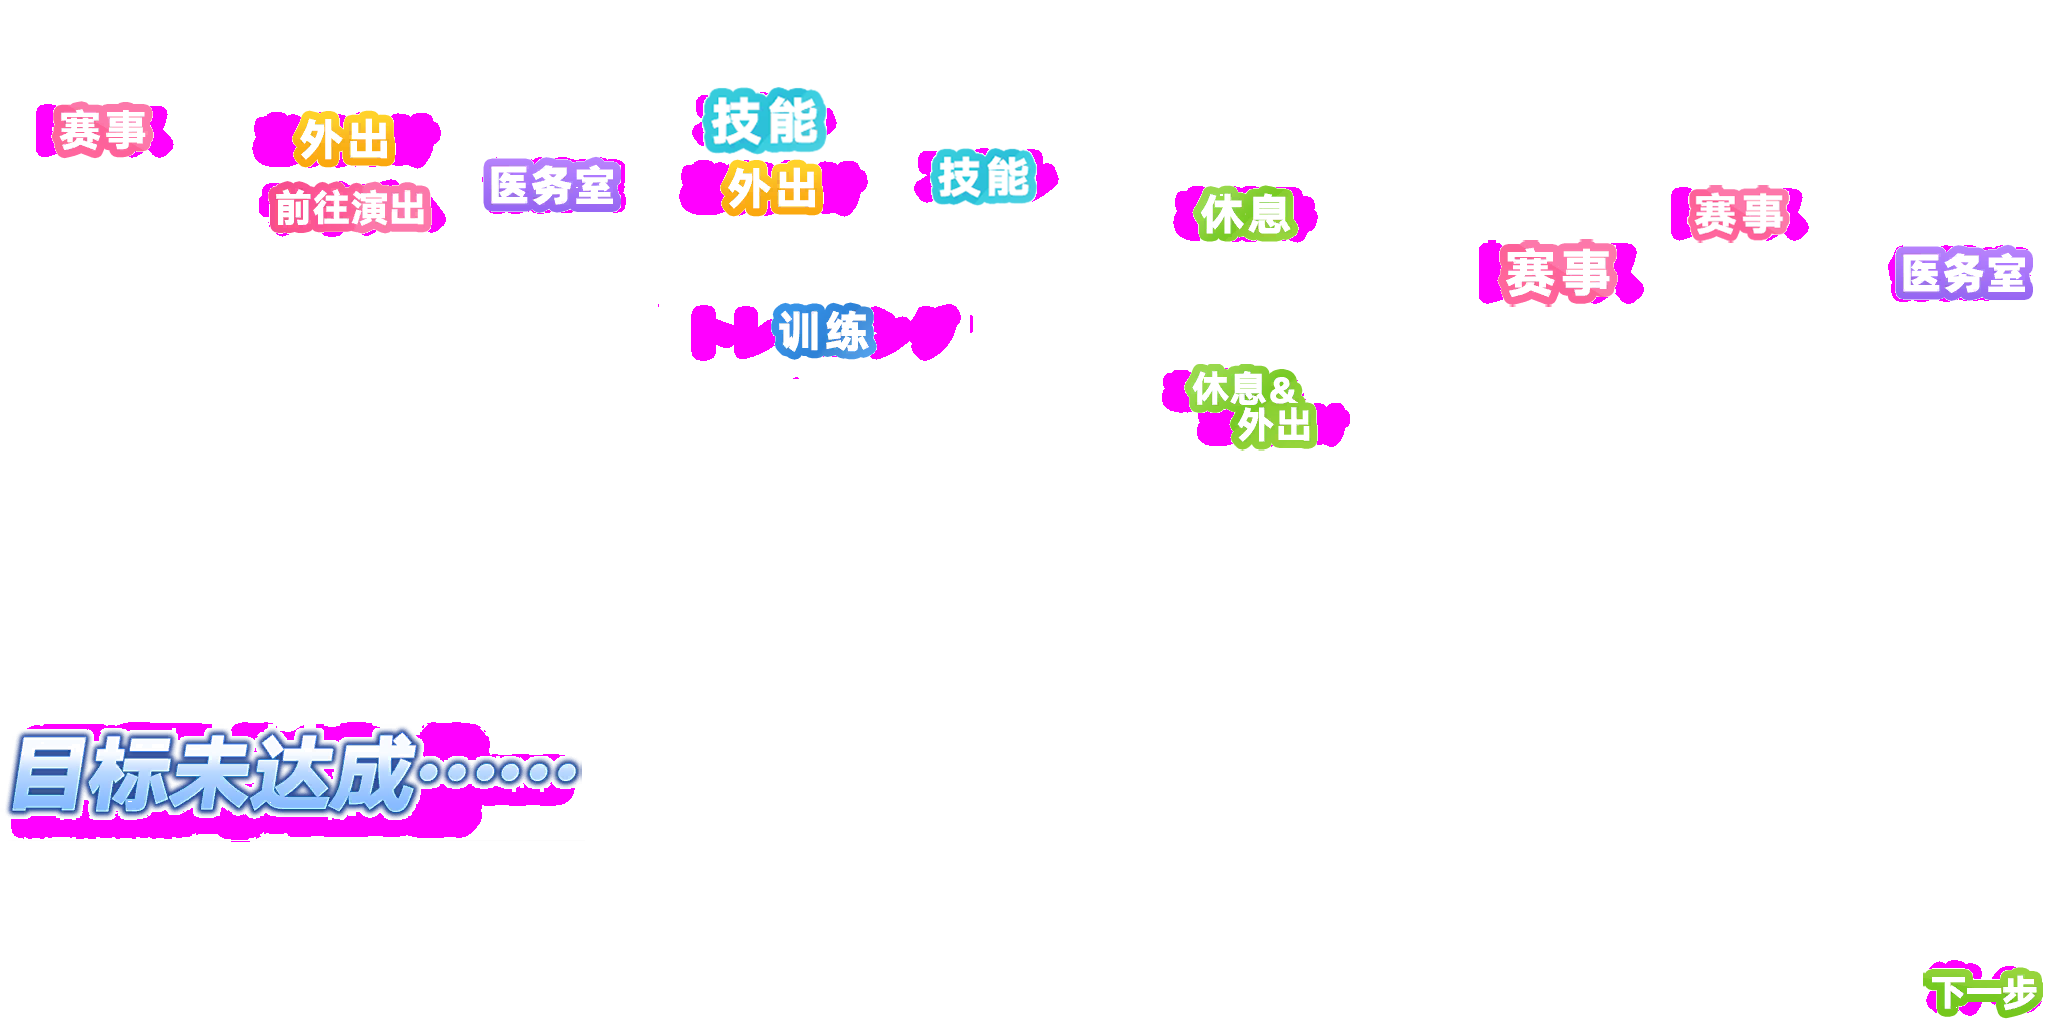 赛事
外出
前往演出
医务室
技能
外出
技能
休息
赛事
赛事
医务室
训练
休息&
外出
目标未达成……
下一步